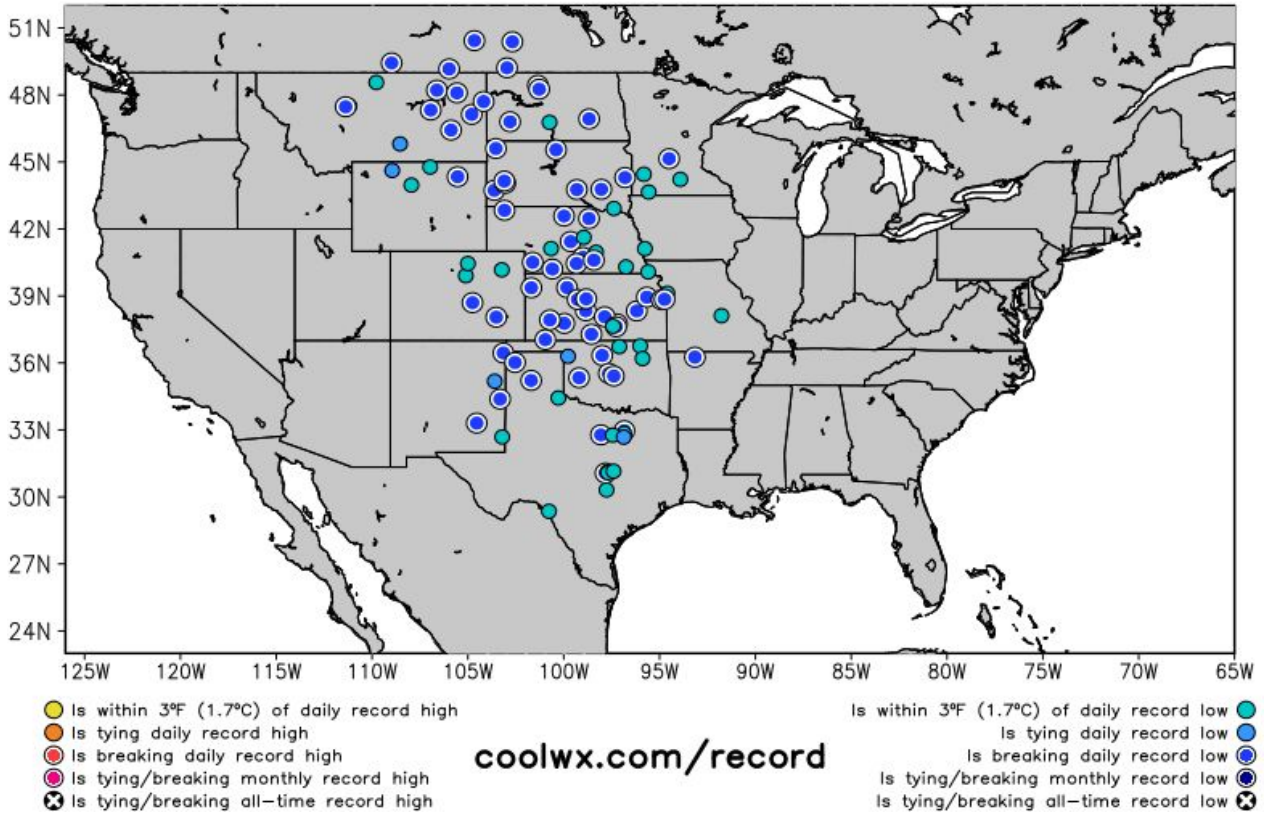 51N
48N
45N
42N
39N
36N
33N
30N
27N
24N
125W 120W 115W 110W 105W 100W 95W 90W 85W 80W 75W 70W 65W
Is within 3ºF (1.7ºC) of daily record high
Is tying daily record high
Is breaking daily record high
Is tying/breaking monthly record high
Is tying/breaking all-time record high
coolwx.com/record
Is within 3ºF (1.7ºC) of daily record low
Is tying daily record low
Is breaking daily record low
Is tying/breaking monthly record low
Is tying/breaking all-time record low